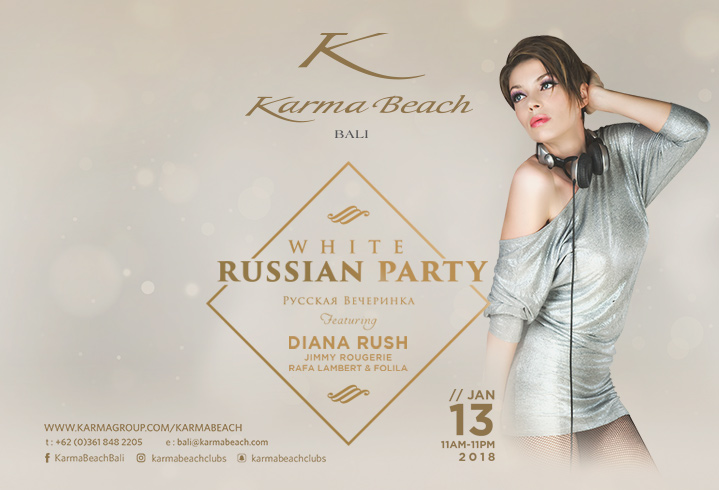 K
Karma Beach
BALI
WHITE
RUSSIAN PARTY
Русская Вечеринка
Featuring
DIANA RUSH
JIMMY ROUGERIE
RAFA LAMBERT & FOLILA
// JAN
13
11AM-11PM
2018
WWW.KARMAGROUP.COM/KARMABEACH
t : +62 (0)361 848 2205 e : bali@karmabeach.com
KarmaBeachBali karmabeachclubs karmabeachclubs